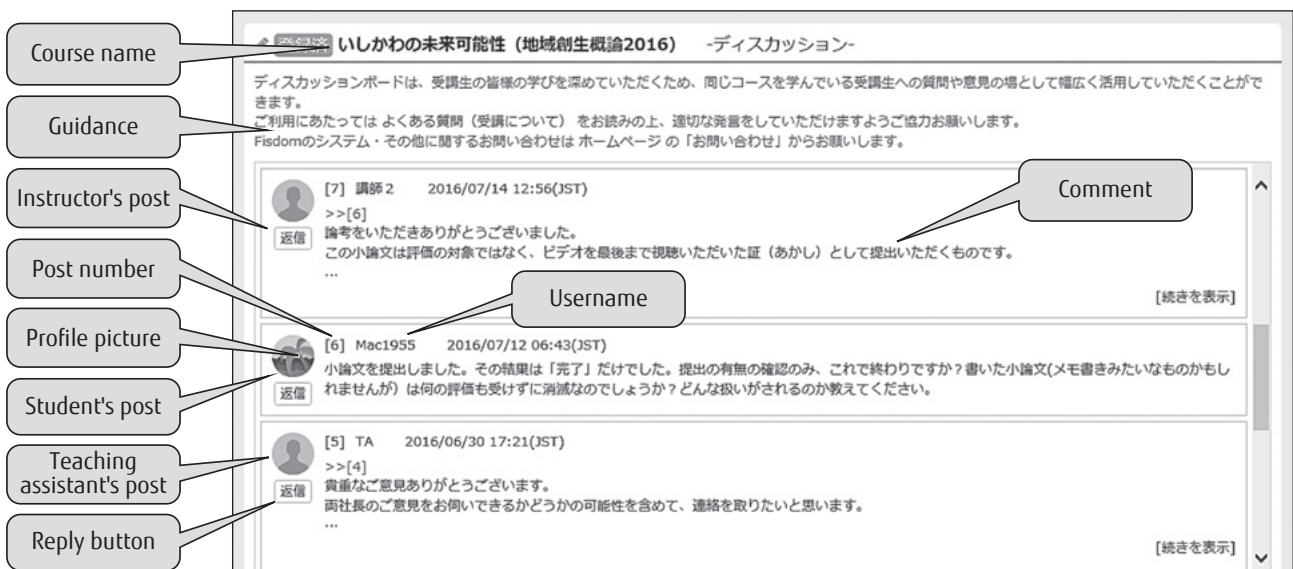 Course name
Guidance
Instructor's post
Post number
Profile picture
Student's post
Teaching
assistant's post
Reply button
いしかわの未来可能性（地域創生概論2016） -ディスカッション-
ディスカッションボードは、受講生の皆様の学びを深めていただくため、同じコースを学んでいる受講生への質問や意見の場として幅広く活用していただくことがで
きます。
ご利用にあたっては よくある質問（受講について） をお読みの上、適切な発言をしていただけますようご協力お願いします。
Fisdomのシステム・その他に関するお問い合わせは ホームページ の「お問い合わせ」からお願いします。
[7] 講師２ 2016/07/14 12:56(JST)
Comment
>>[6]
返信
論考をいただきありがとうございました。
この小論文は評価の対象ではなく、ビデオを最後まで視聴いただいた証（あかし）として提出いただくものです。
...
[続きを表示]
Username
[6] Mac1955 2016/07/12 06:43(JST)
小論文を提出しました。その結果は「完了」だけでした。提出の有無の確認のみ、これで終わりですか？書いた小論文(メモ書きみたいなものかもし
れませんが）は何の評価も受けずに消滅なのでしょうか？どんな扱いがされるのか教えてください。
返信
[5] TA 2016/06/30 17:21(JST)
>>[4]
返信
貴重なご意見ありがとうございます。
両社長のご意見をお伺いできるかどうかの可能性を含めて、連絡を取りたいと思います。
...
[続きを表示]